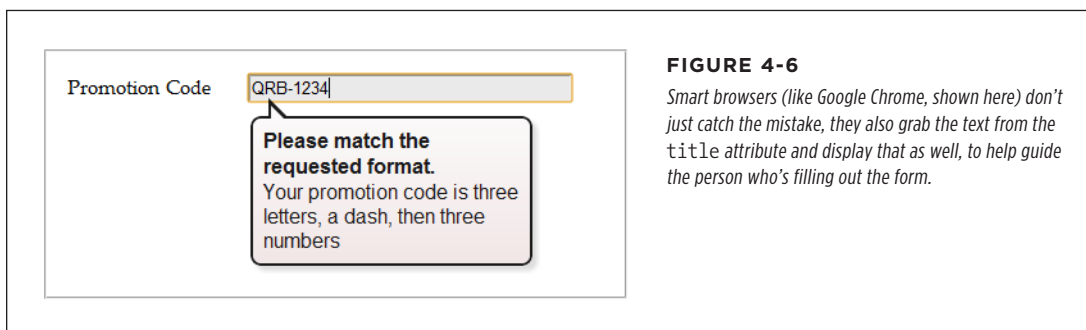 Promotion Code
QRB-1234
Please match the
requested format.
Your promotion code is three
letters, a dash, then three
numbers
FIGURE 4-6
Smart browsers (like Google Chrome, shown here) don't
just catch the mistake, they also grab the text from the
title attribute and display that as well, to help guide
the person who's filling out the form.